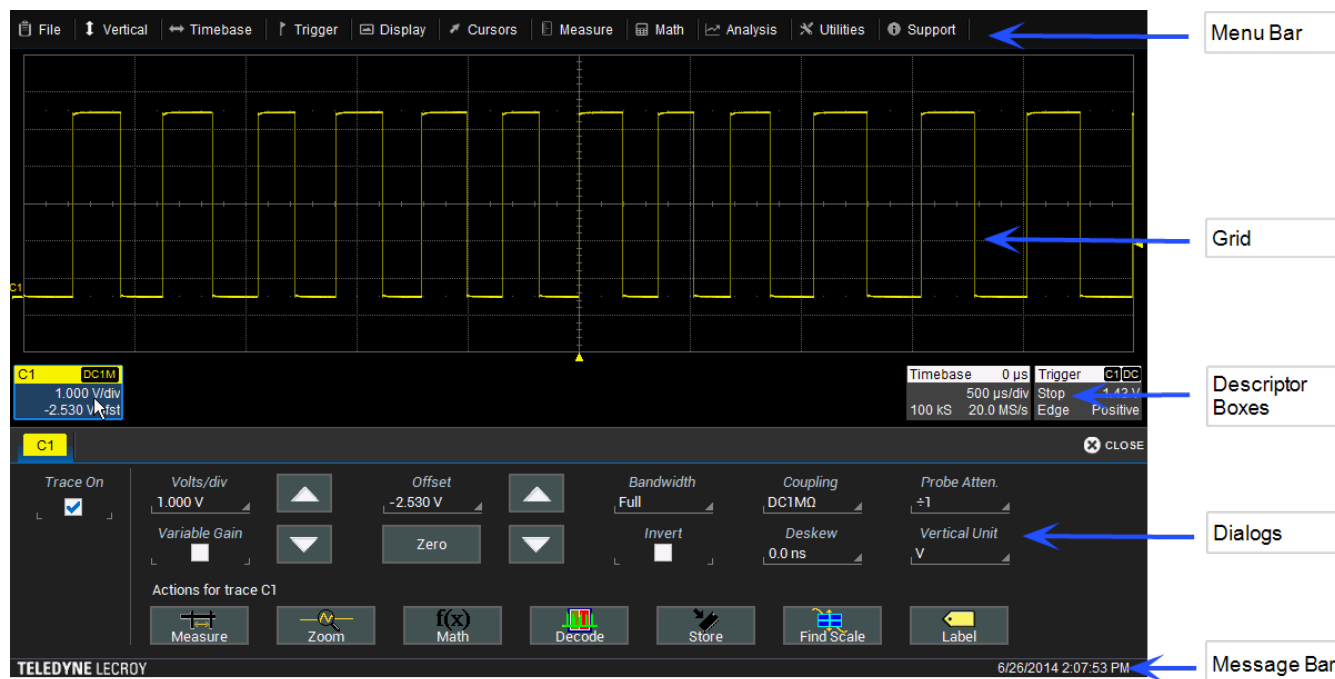 File Vertical Timebase Trigger Display Cursors Measure Math Analysis Utilities Support
Menu Bar
Grid
C1
C1 DC1M
1.000 V/div
-2.530 V ofst
Timebase 0 µs
500 µs/div
100 kS 20.0 MS/s
Trigger C1 DC
Stop 1.43 V
Edge Positive
Descriptor
Boxes
C1
CLOSE
Trace On
Volts/div
1.000 V
Offset
-2.530 V
Bandwidth
Full
Coupling
DC1MΩ
Probe Atten.
÷1
Variable Gain
Zero
Invert
Deskew
0.0 ns
Vertical Unit
V
Dialogs
Actions for trace C1
Measure
Zoom
f(x)
Math
Decode
Store
Find Scale
Label
TELEDYNE LECROY
6/26/2014 2:07:53 PM
Message Bar